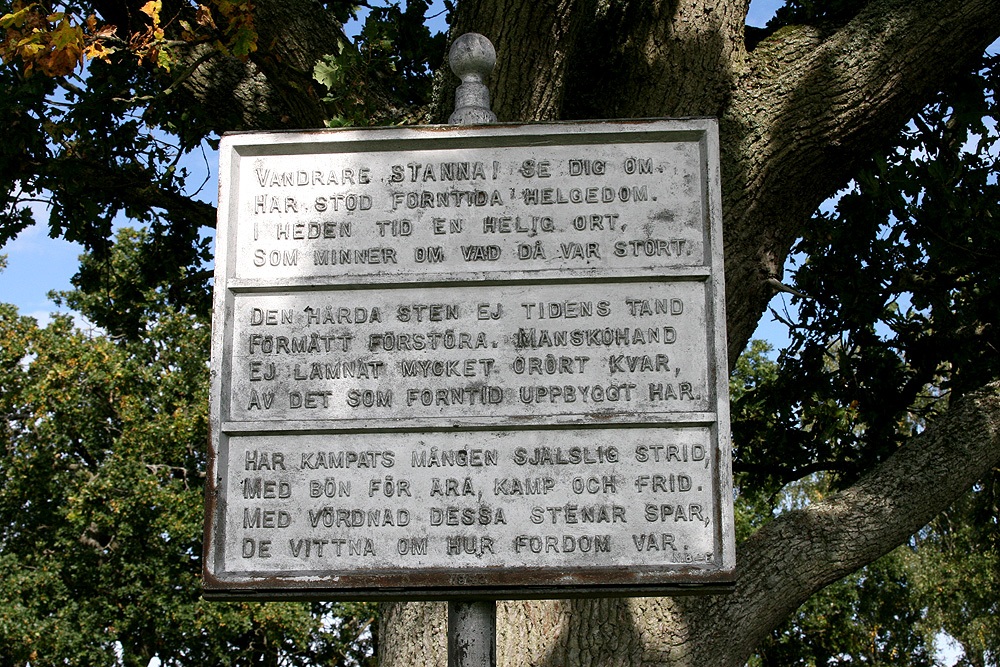 VANDRARE STANNA! SE DIG OM.
HÄR STOD FORNTIDA HELGEDOM.
I HEDEN TID EN HELIG ORT,
SOM MINNER OM VAD DÅ VAR STORT.
DEN HÅRDA STEN EJ TIDENS TAND
FÖRMÅTT FÖRSTÖRA. MÄNSKOHAND
EJ LÄMNAT MYCKET ORÖRT KVAR,
AV DET SOM FORNTID UPPBYGGT HAR.
HÄR KÄMPATS MÅNGEN SJÄLSLIG STRID,
MED BÖN FÖR ÄRA, KAMP OCH FRID.
MED VÖRDNAD DESSA STENAR SPAR,
DE VITTNA OM HUR FORDOM VAR.